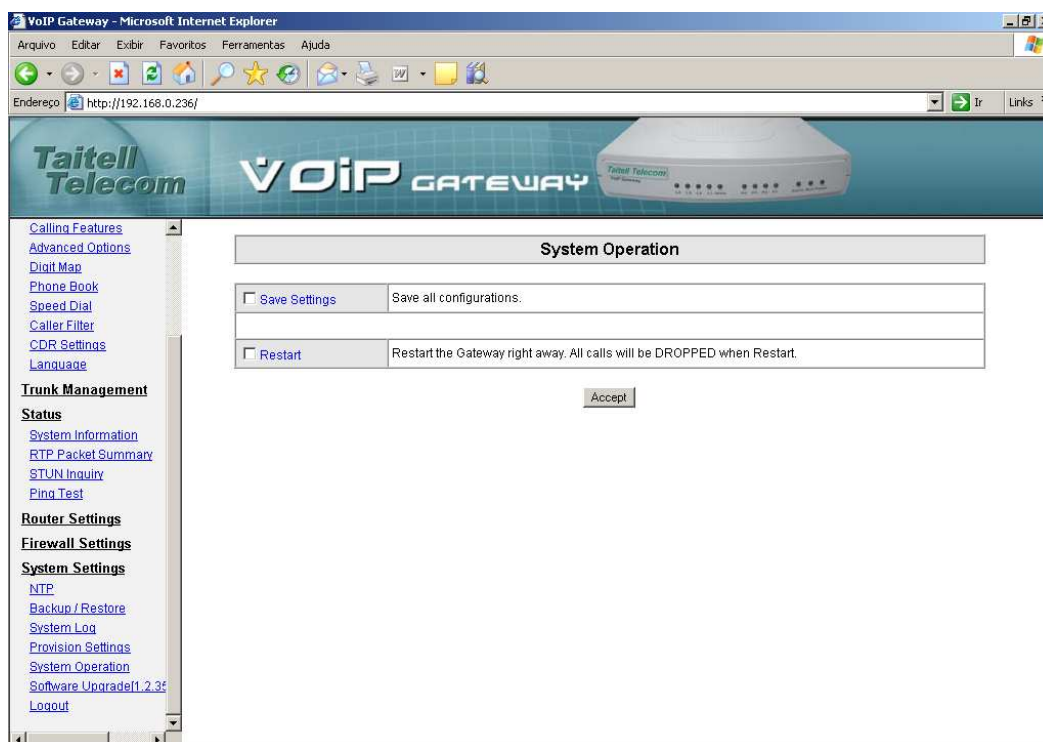 VoIP Gateway - Microsoft Internet Explorer
Arquivo Editar Exibir Favoritos Ferramentas Ajuda
Endereço http://192.168.0.236/ Ir Links
Taitell
Telecom
VOiP GATEWAY
Taitell Telecom
Calling Features
Advanced Options
Digit Map
Phone Book
Speed Dial
Caller Filter
CDR Settings
Language
Trunk Management
Status
System Information
RTP Packet Summary
STUN Inquiry
Ping Test
Router Settings
Firewall Settings
System Settings
NTP
Backup / Restore
System Log
Provision Settings
System Operation
Software Upgrade[1.2.35
Logout
System Operation
Save Settings Save all configurations.
Restart Restart the Gateway right away. All calls will be DROPPED when Restart.
Accept